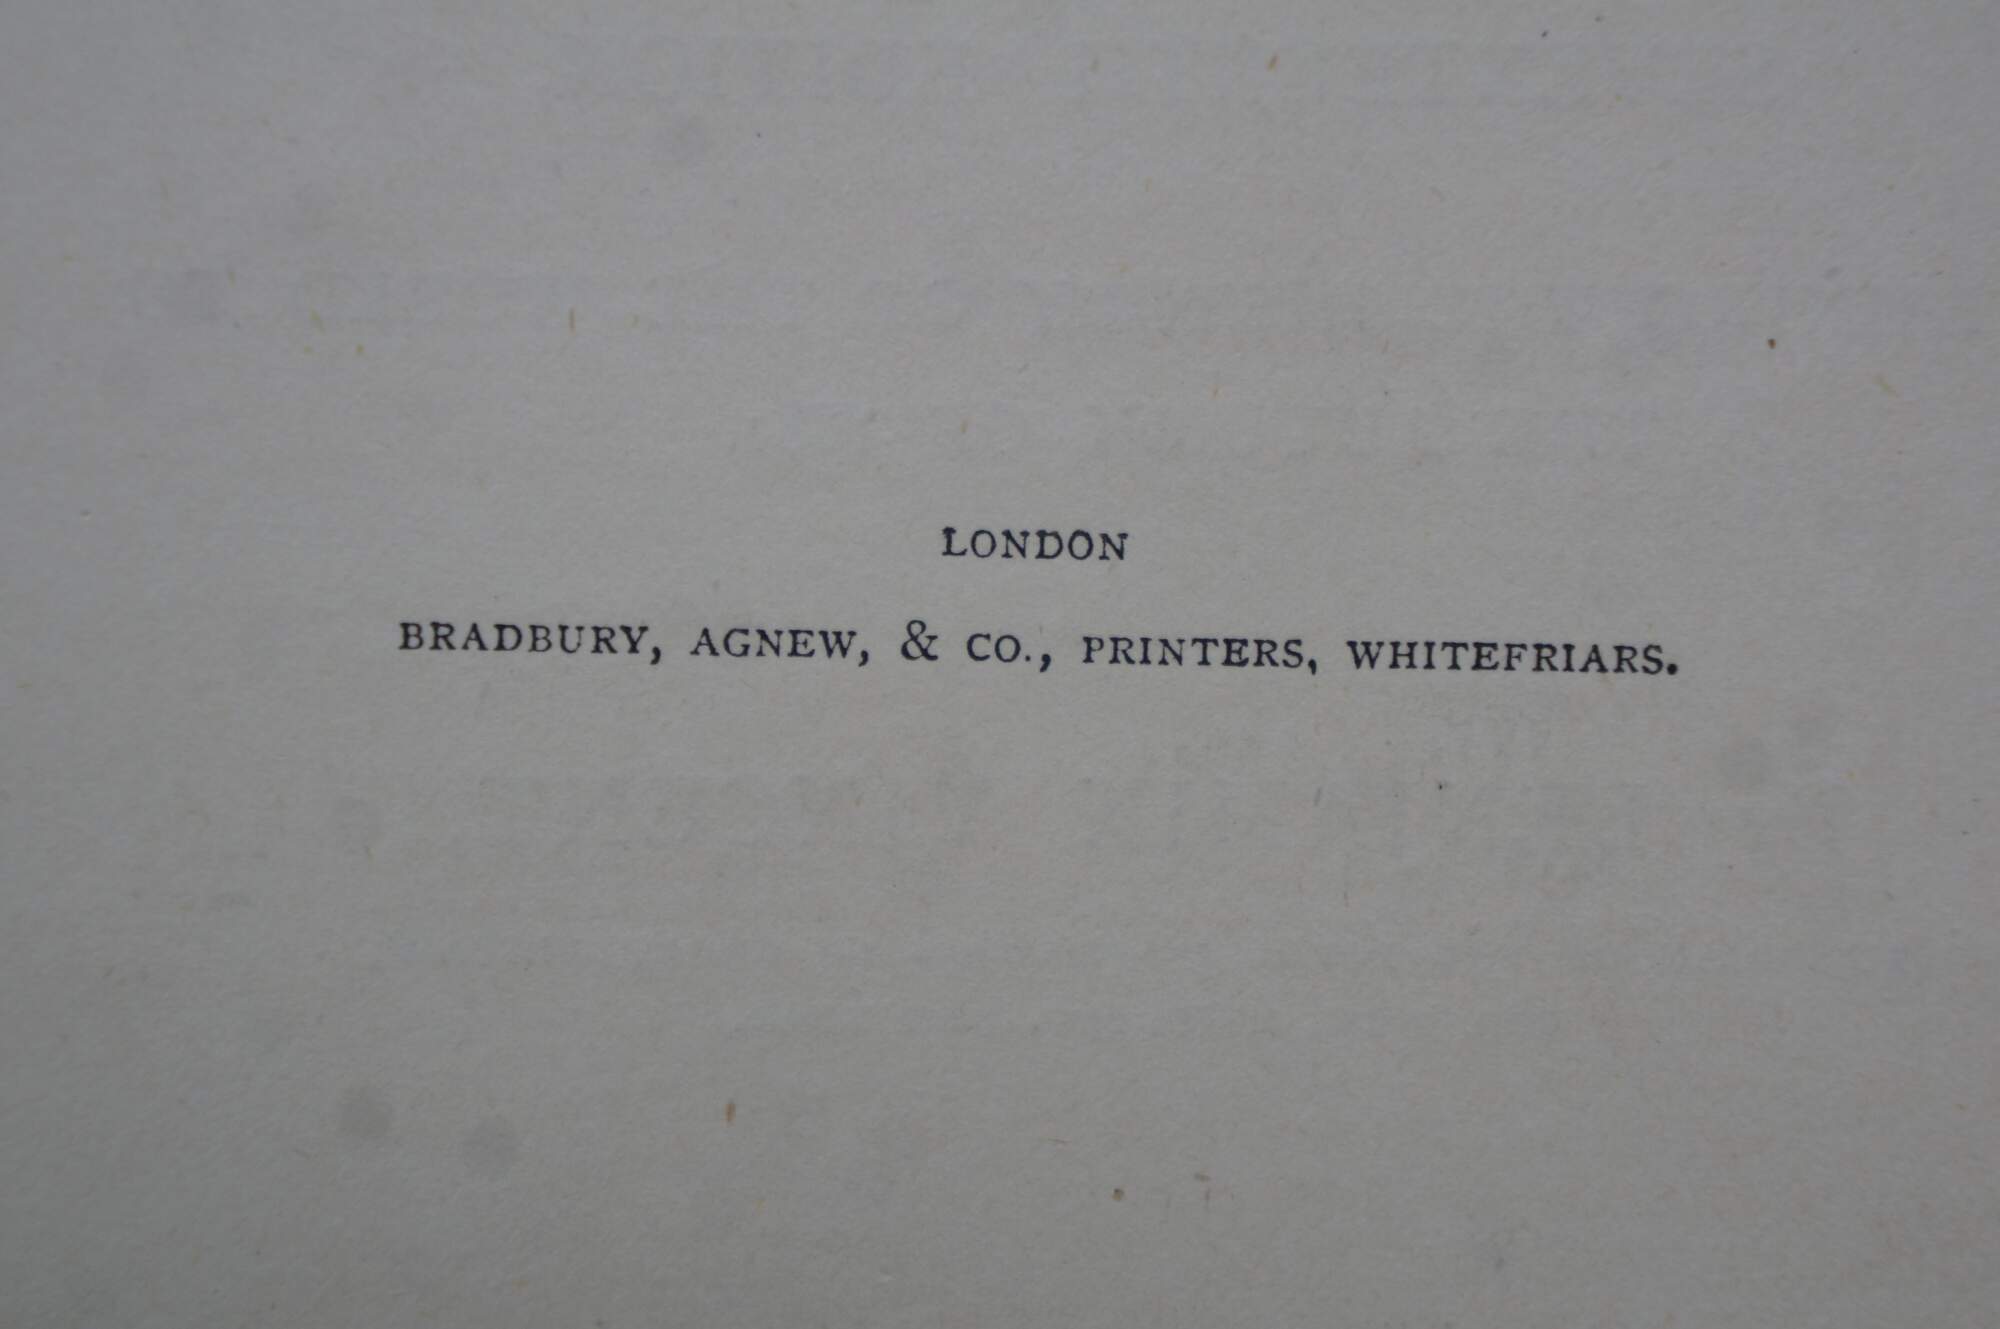 LONDON
BRADBURY, AGNEW, & CO., PRINTERS, WHITEFRIARS.